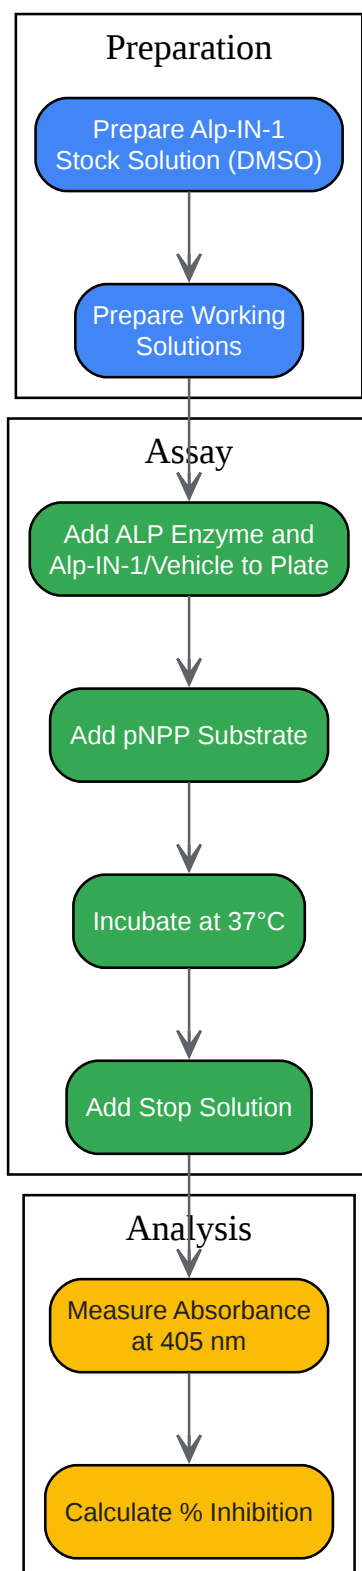 Preparation
Prepare Alp-IN-1
Stock Solution (DMSO)
Prepare Working
Solutions
Assay
Add ALP Enzyme and
Alp-IN-1/Vehicle to Plate
Add pNPP Substrate
Incubate at 37°C
Add Stop Solution
Analysis
Measure Absorbance
at 405 nm
Calculate % Inhibition